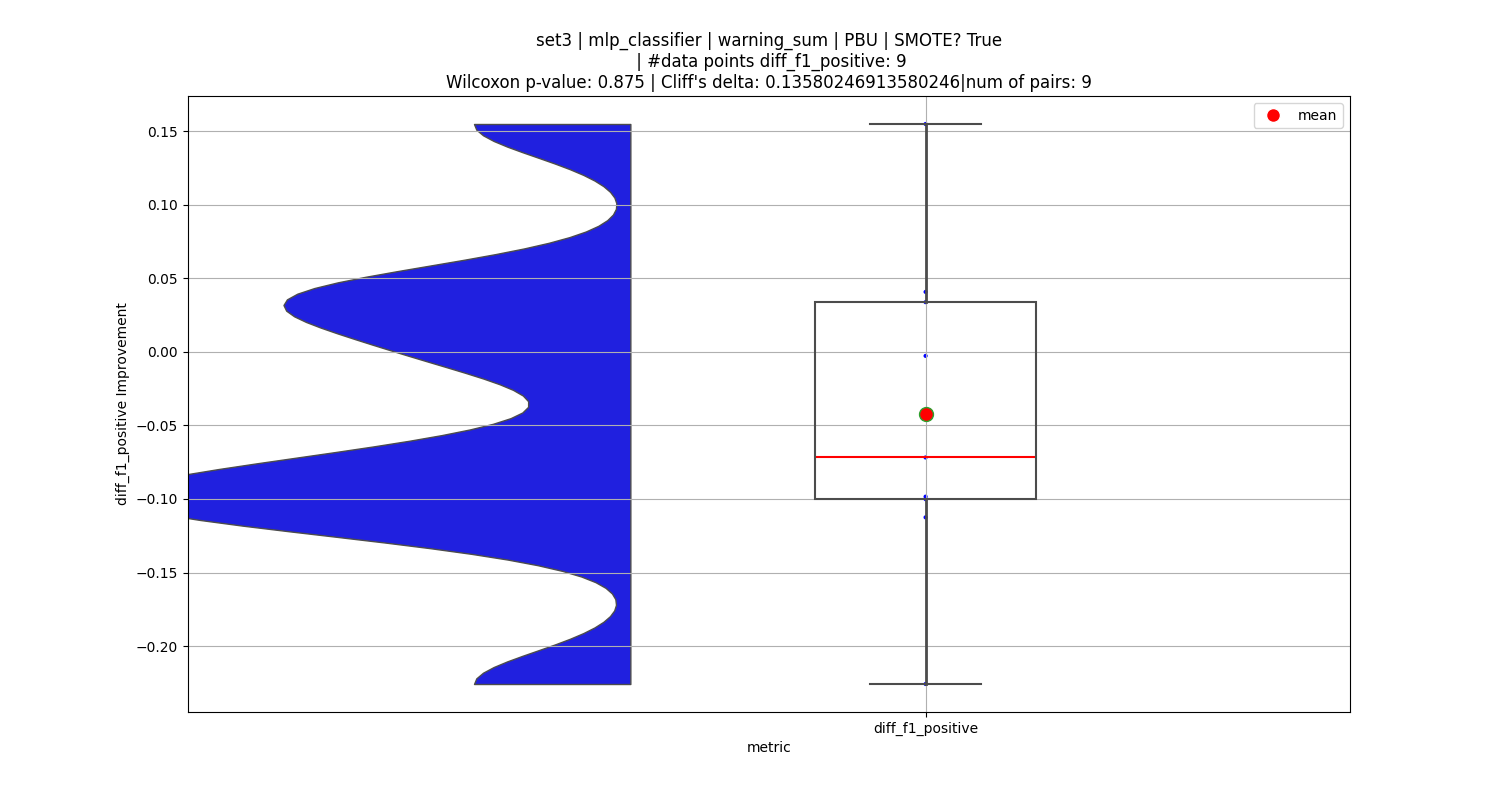 set3 | mlp_classifier | warning_sum | PBU | SMOTE? True
| #data points diff_f1_positive: 9
Wilcoxon p-value: 0.875 | Cliff's delta: 0.13580246913580246|num of pairs: 9
mean
0.15
0.10
0.05
0.00
−0.05
−0.10
−0.15
−0.20
diff_f1_positive Improvement
diff_f1_positive
metric